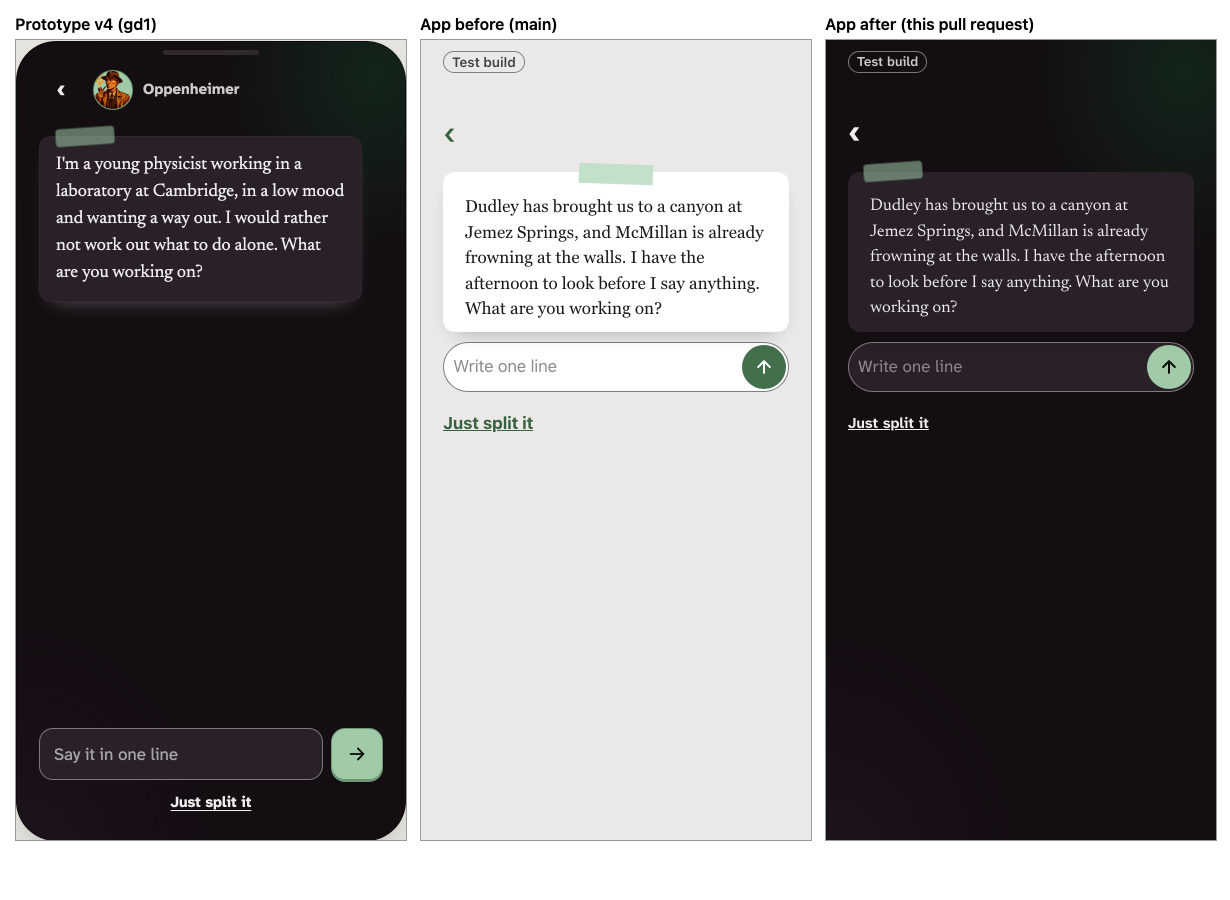 Prototype v4 (gd1)
Oppenheimer
I'm a young physicist working in a
laboratory at Cambridge, in a low mood
and wanting a way out. I would rather
not work out what to do alone. What
are you working on?
Say it in one line
Just split it
App before (main)
Test build
Dudley has brought us to a canyon at
Jemez Springs, and McMillan is already
frowning at the walls. I have the
afternoon to look before I say anything.
What are you working on?
Write one line
Just split it
App after (this pull request)
Test build
Dudley has brought us to a canyon at
Jemez Springs, and McMillan is already
frowning at the walls. I have the afternoon
to look before I say anything. What are you
working on?
Write one line
Just split it